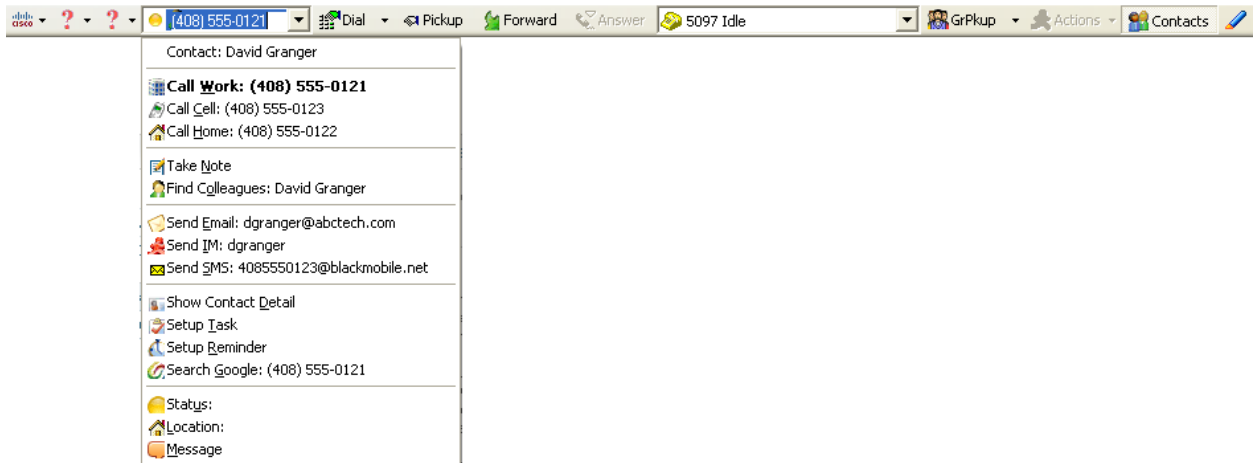 cisco ? ? (408) 555-0121 Dial Pickup Forward Answer 5097 Idle GrPkup Actions Contacts
Contact: David Granger
Call Work: (408) 555-0121
Call Cell: (408) 555-0123
Call Home: (408) 555-0122
Take Note
Find Colleagues: David Granger
Send Email: dgranger@abctech.com
Send IM: dgranger
Send SMS: 4085550123@blackmobile.net
Show Contact Detail
Setup Task
Setup Reminder
Search Google: (408) 555-0121
Status:
Location:
Message